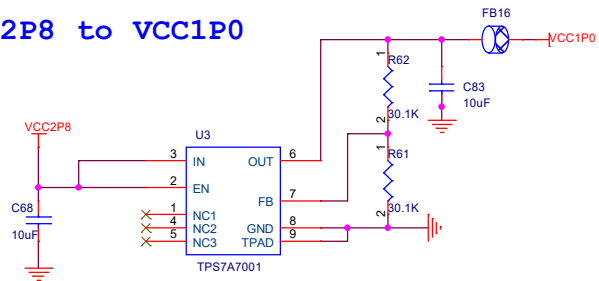 2P8 to VCC1P0
FB16
VCC1P0
1
R62
C83
10uF
30.1K
2
VCC2P8
U3
3 IN OUT 6
1
R61
2 EN
FB 7
C68
10uF
1 NC1
4 NC2 GND 8
5 NC3 TPAD 9
30.1K
2
TPS7A7001